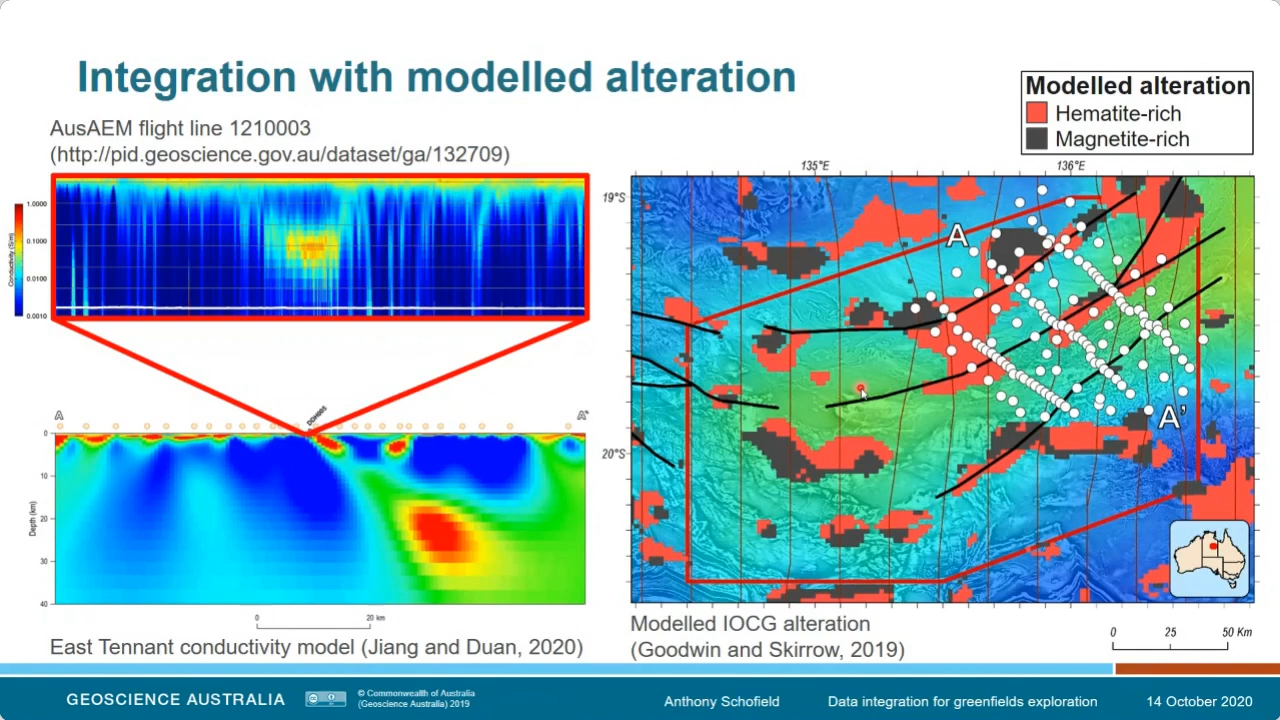 Integration with modelled alteration
AusAEM flight line 1210003
(http://pid.geoscience.gov.au/dataset/ga/132709)
Modelled alteration
Hematite-rich
Magnetite-rich
1.0000
0.1000
0.0100
0.0010
Conductivity (S/m)
A
DDH005
A'
0
10
20
30
40
Depth (km)
0
20 km
East Tennant conductivity model (Jiang and Duan, 2020)
135°E
136°E
19°S
20°S
A
A'
Modelled IOCG alteration
(Goodwin and Skirrow, 2019)
0
25
50 Km
GEOSCIENCE AUSTRALIA
cc
© Commonwealth of Australia
(Geoscience Australia) 2019
Anthony Schofield
Data integration for greenfields exploration
14 October 2020